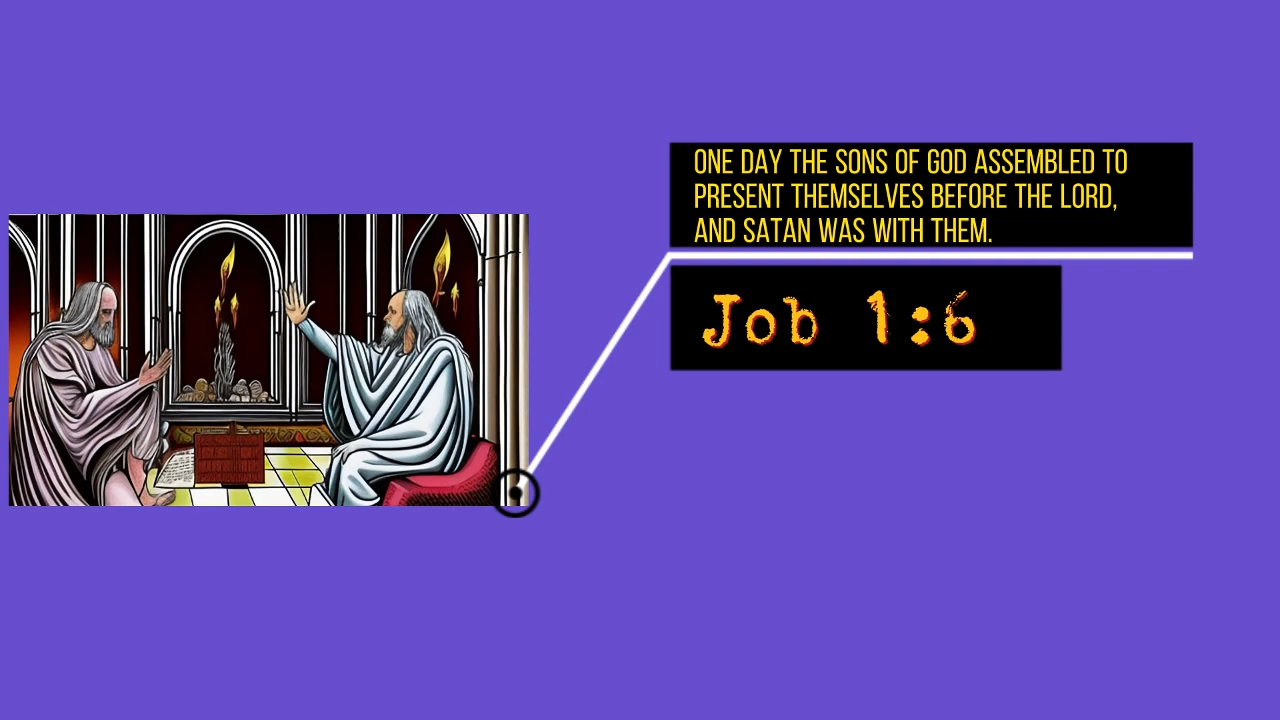 ONE DAY THE SONS OF GOD ASSEMBLED TO
PRESENT THEMSELVES BEFORE THE LORD,
AND SATAN WAS WITH THEM.
Job 1:6